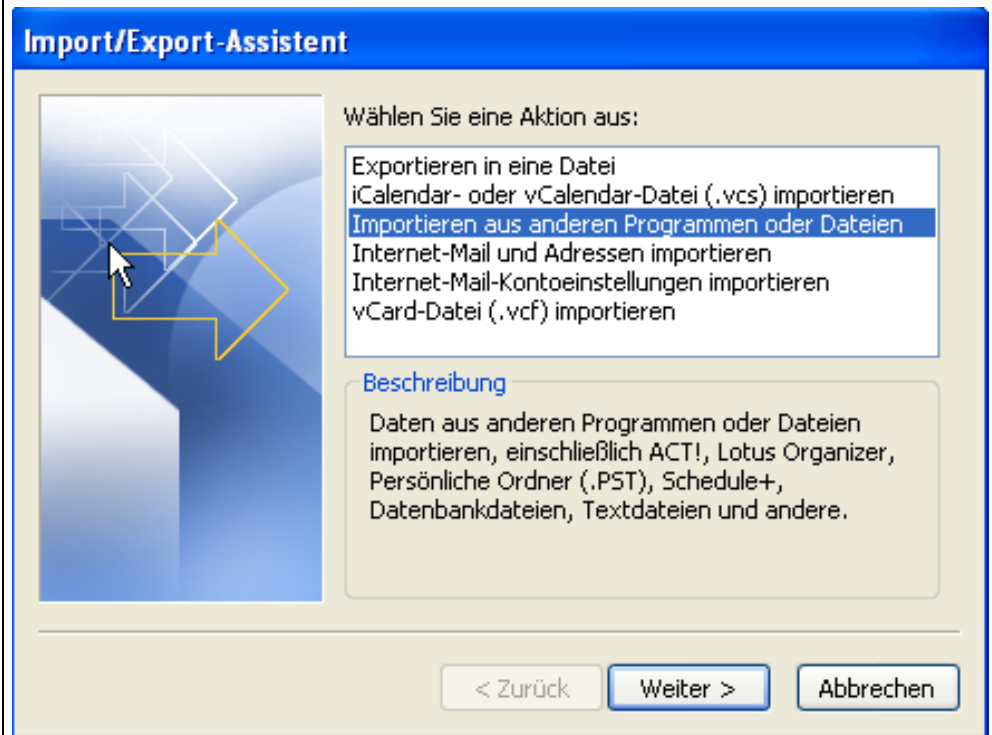 Import/Export-Assistent
Wählen Sie eine Aktion aus:
Exportieren in eine Datei
iCalendar- oder vCalendar-Datei (.vcs) importieren
Importieren aus anderen Programmen oder Dateien
Internet-Mail und Adressen importieren
Internet-Mail-Kontoeinstellungen importieren
vCard-Datei (.vcf) importieren
Beschreibung
Daten aus anderen Programmen oder Dateien
importieren, einschließlich ACT!, Lotus Organizer,
Persönliche Ordner (.PST), Schedule+,
Datenbankdateien, Textdateien und andere.
< Zurück Weiter > Abbrechen